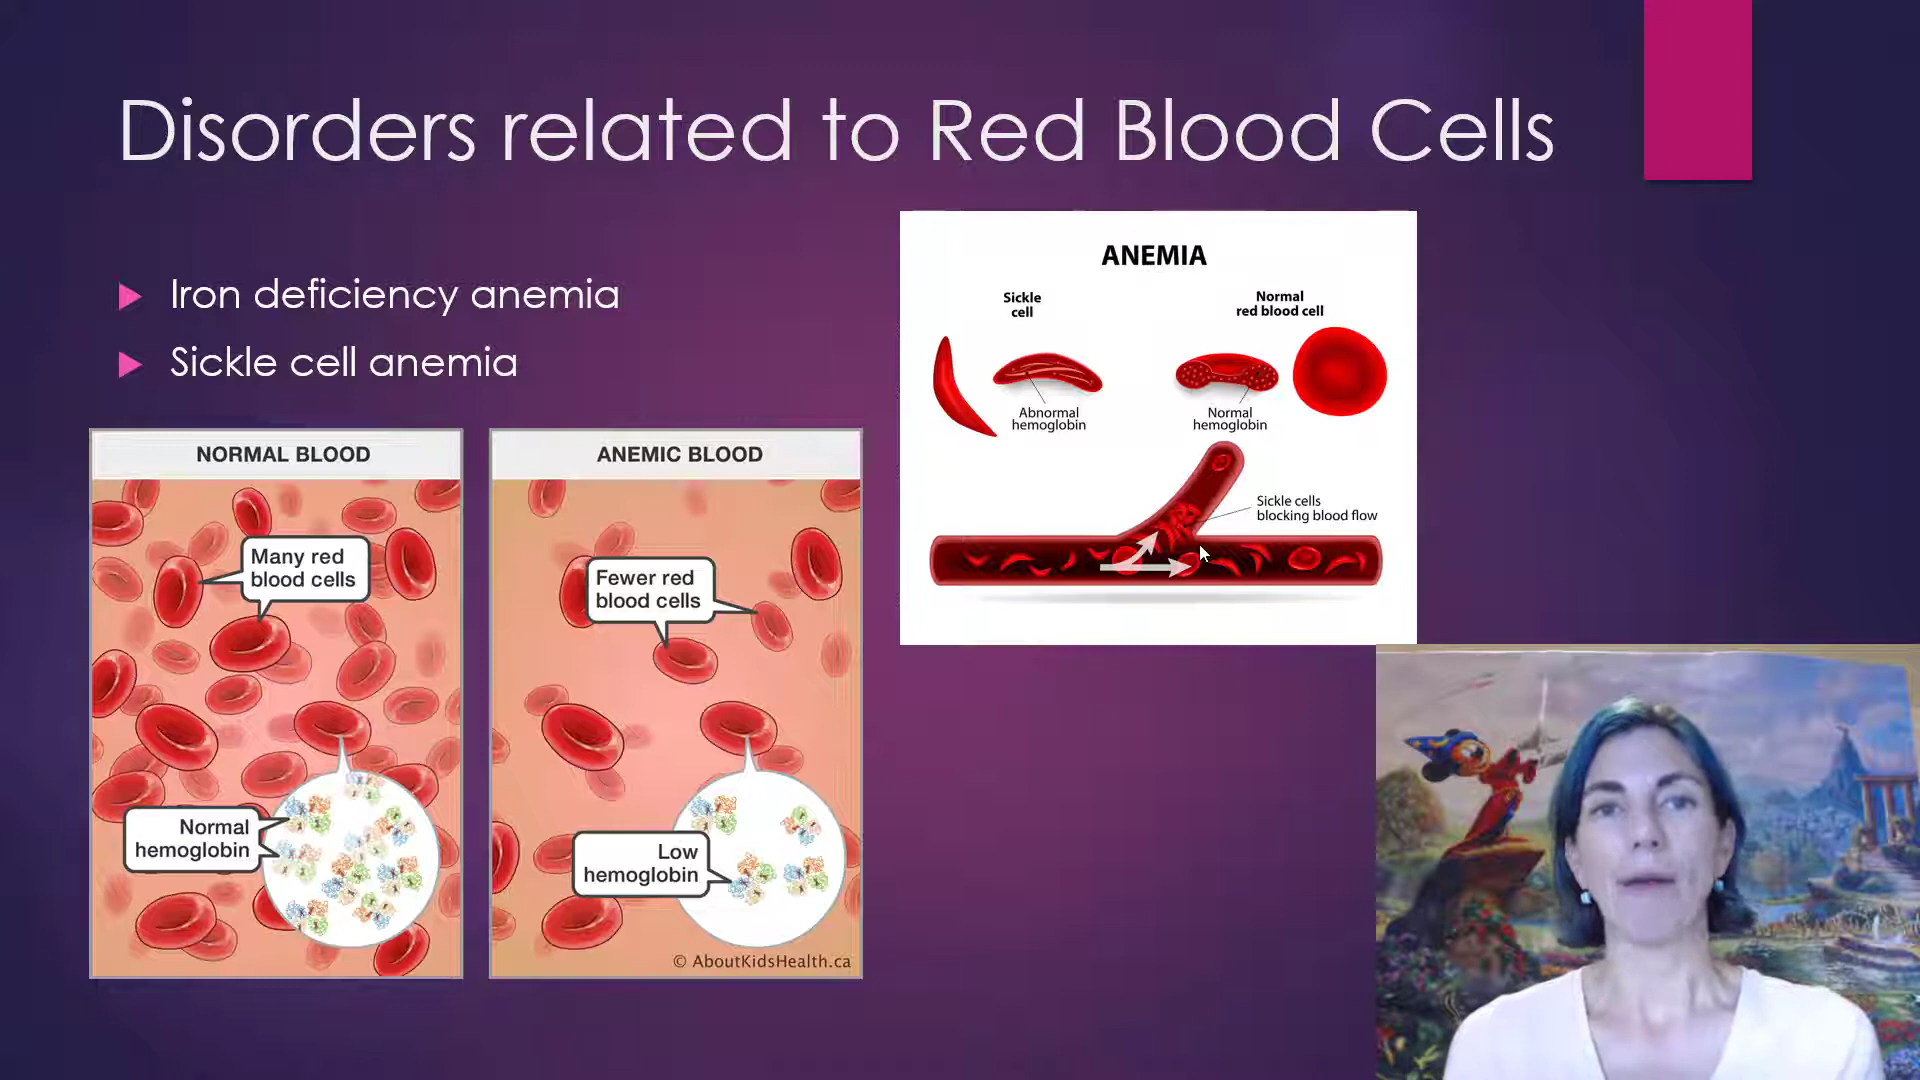 Disorders related to Red Blood Cells
Iron deficiency anemia
Sickle cell anemia
NORMAL BLOOD
Many red
blood cells
Normal
hemoglobin
ANEMIC BLOOD
Fewer red
blood cells
Low
hemoglobin
© AboutKidsHealth.ca
ANEMIA
Sickle
cell
Normal
red blood cell
Abnormal
hemoglobin
Normal
hemoglobin
Sickle cells
blocking blood flow